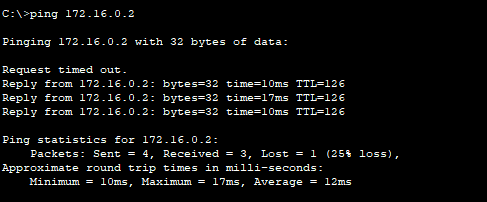 C:\>ping 172.16.0.2
Pinging 172.16.0.2 with 32 bytes of data:
Request timed out.
Reply from 172.16.0.2: bytes=32 time=10ms TTL=126
Reply from 172.16.0.2: bytes=32 time=17ms TTL=126
Reply from 172.16.0.2: bytes=32 time=10ms TTL=126
Ping statistics for 172.16.0.2:
    Packets: Sent = 4, Received = 3, Lost = 1 (25% loss),
Approximate round trip times in milli-seconds:
    Minimum = 10ms, Maximum = 17ms, Average = 12ms